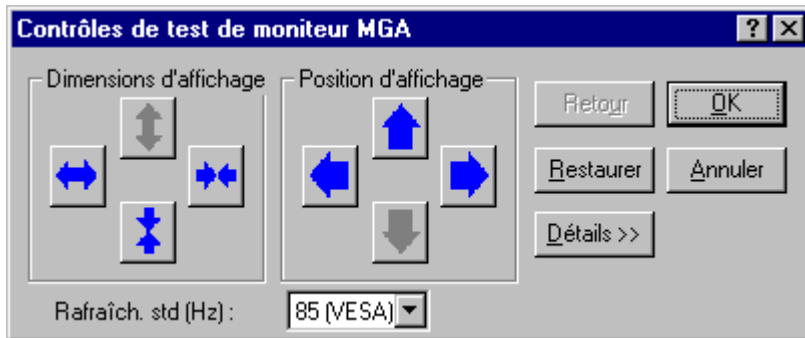 Contrôles de test de moniteur MGA
Dimensions d'affichage
Position d'affichage
Retour
OK
Restaurer
Annuler
Détails >>
Rafraîch. std (Hz) :
85 (VESA)